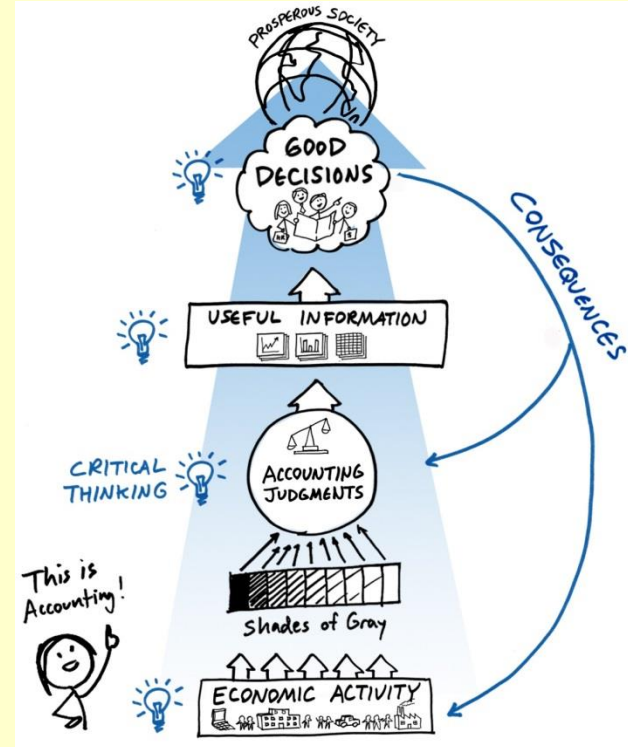 PROSPEROUS SOCIETY
GOOD
DECISIONS
CONSEQUENCES
USEFUL INFORMATION
CRITICAL
THINKING
ACCOUNTING
JUDGMENTS
This is
Accounting!
Shades of Gray
ECONOMIC ACTIVITY